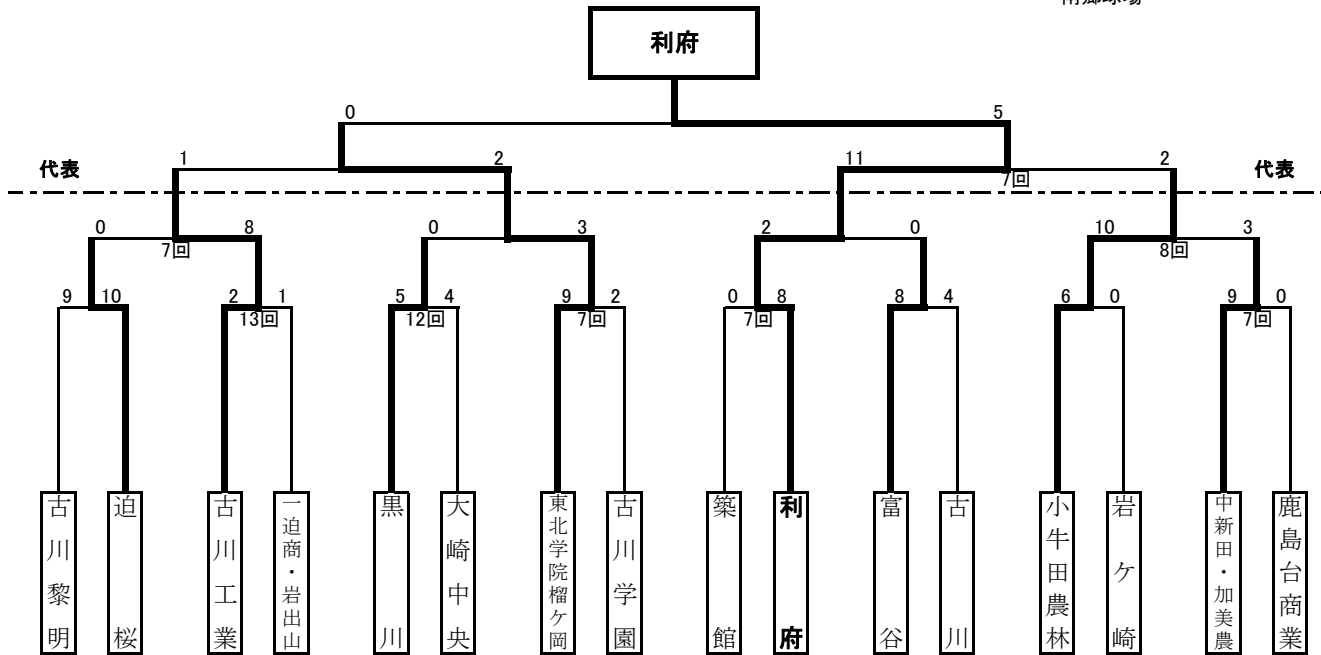 南郷球場
利府
0 5
代表 1 2 11 7回 2 代表
0 7回 8 0 3 2 0 10 8回 3
9 10 2 13回 1 5 12回 4 9 7回 2 0 7回 8 8 4 6 0 9 7回 0
古川黎明
迫桜
古川工業
一迫商・岩出山
黒川
大崎中央
東北学院榴ケ岡
古川学園
築館
利府
富谷
古川
小牛田農林
岩ケ崎
中新田・加美農
鹿島台商業